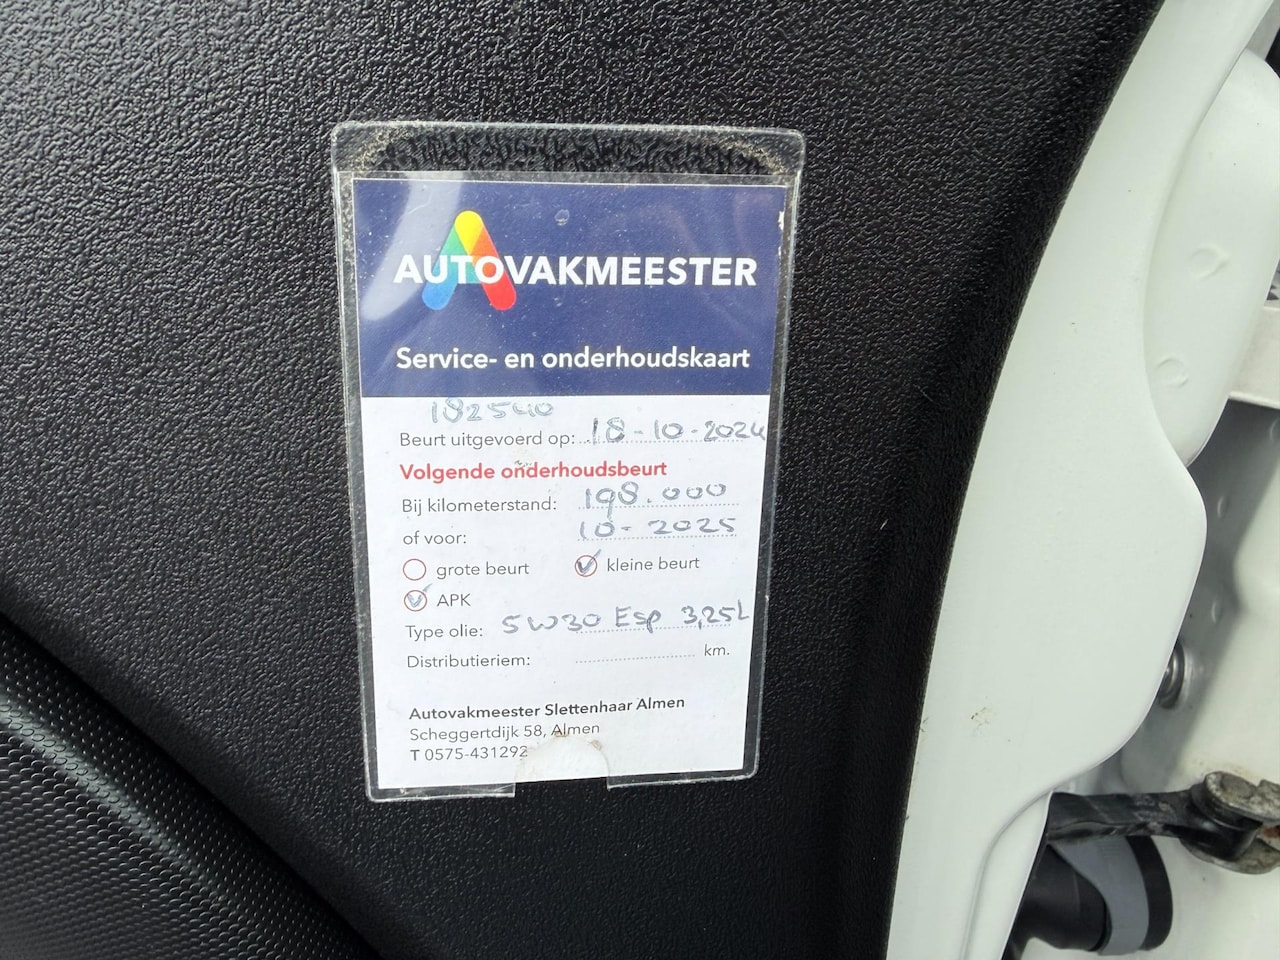 AUTOVAKMEESTER
Service- en onderhoudskaart
182540
Beurt uitgevoerd op: 18-10-2024
Volgende onderhoudsbeurt
Bij kilometerstand: 198.000
of voor: 10-2025
grote beurt kleine beurt
APK
Type olie: 5W30 Esp 3,25L
Distributieriem: km.
Autovakmeester Slettenhaar Almen
Scheggertdijk 58, Almen
T 0575-431292